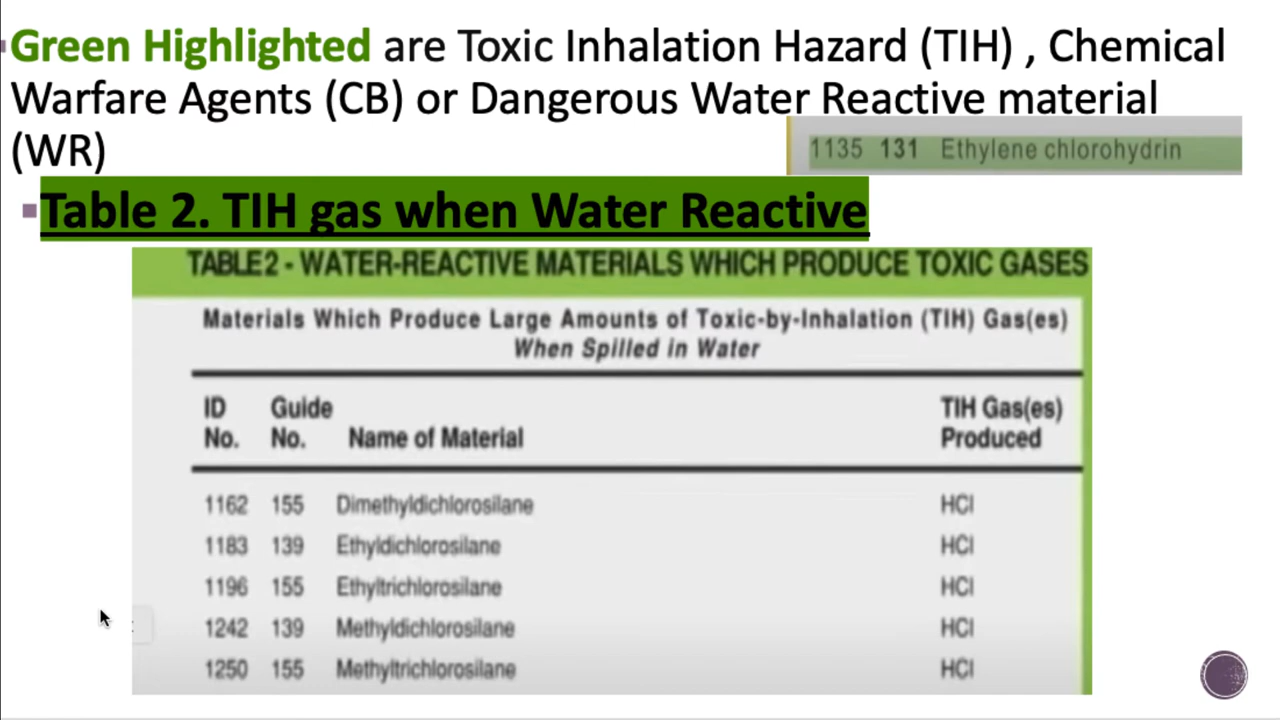 Green Highlighted are Toxic Inhalation Hazard (TIH) , Chemical
Warfare Agents (CB) or Dangerous Water Reactive material
(WR)
1135 131 Ethylene chlorohydrin
Table 2. TIH gas when Water Reactive
TABLE2 - WATER-REACTIVE MATERIALS WHICH PRODUCE TOXIC GASES
Materials Which Produce Large Amounts of Toxic-by-Inhalation (TIH) Gas(es)
When Spilled in Water
ID Guide TIH Gas(es)
No. No. Name of Material Produced
1162 155 Dimethyldichlorosilane HCl
1183 139 Ethyldichlorosilane HCl
1196 155 Ethyltrichlorosilane HCl
1242 139 Methyldichlorosilane HCl
1250 155 Methyltrichlorosilane HCl